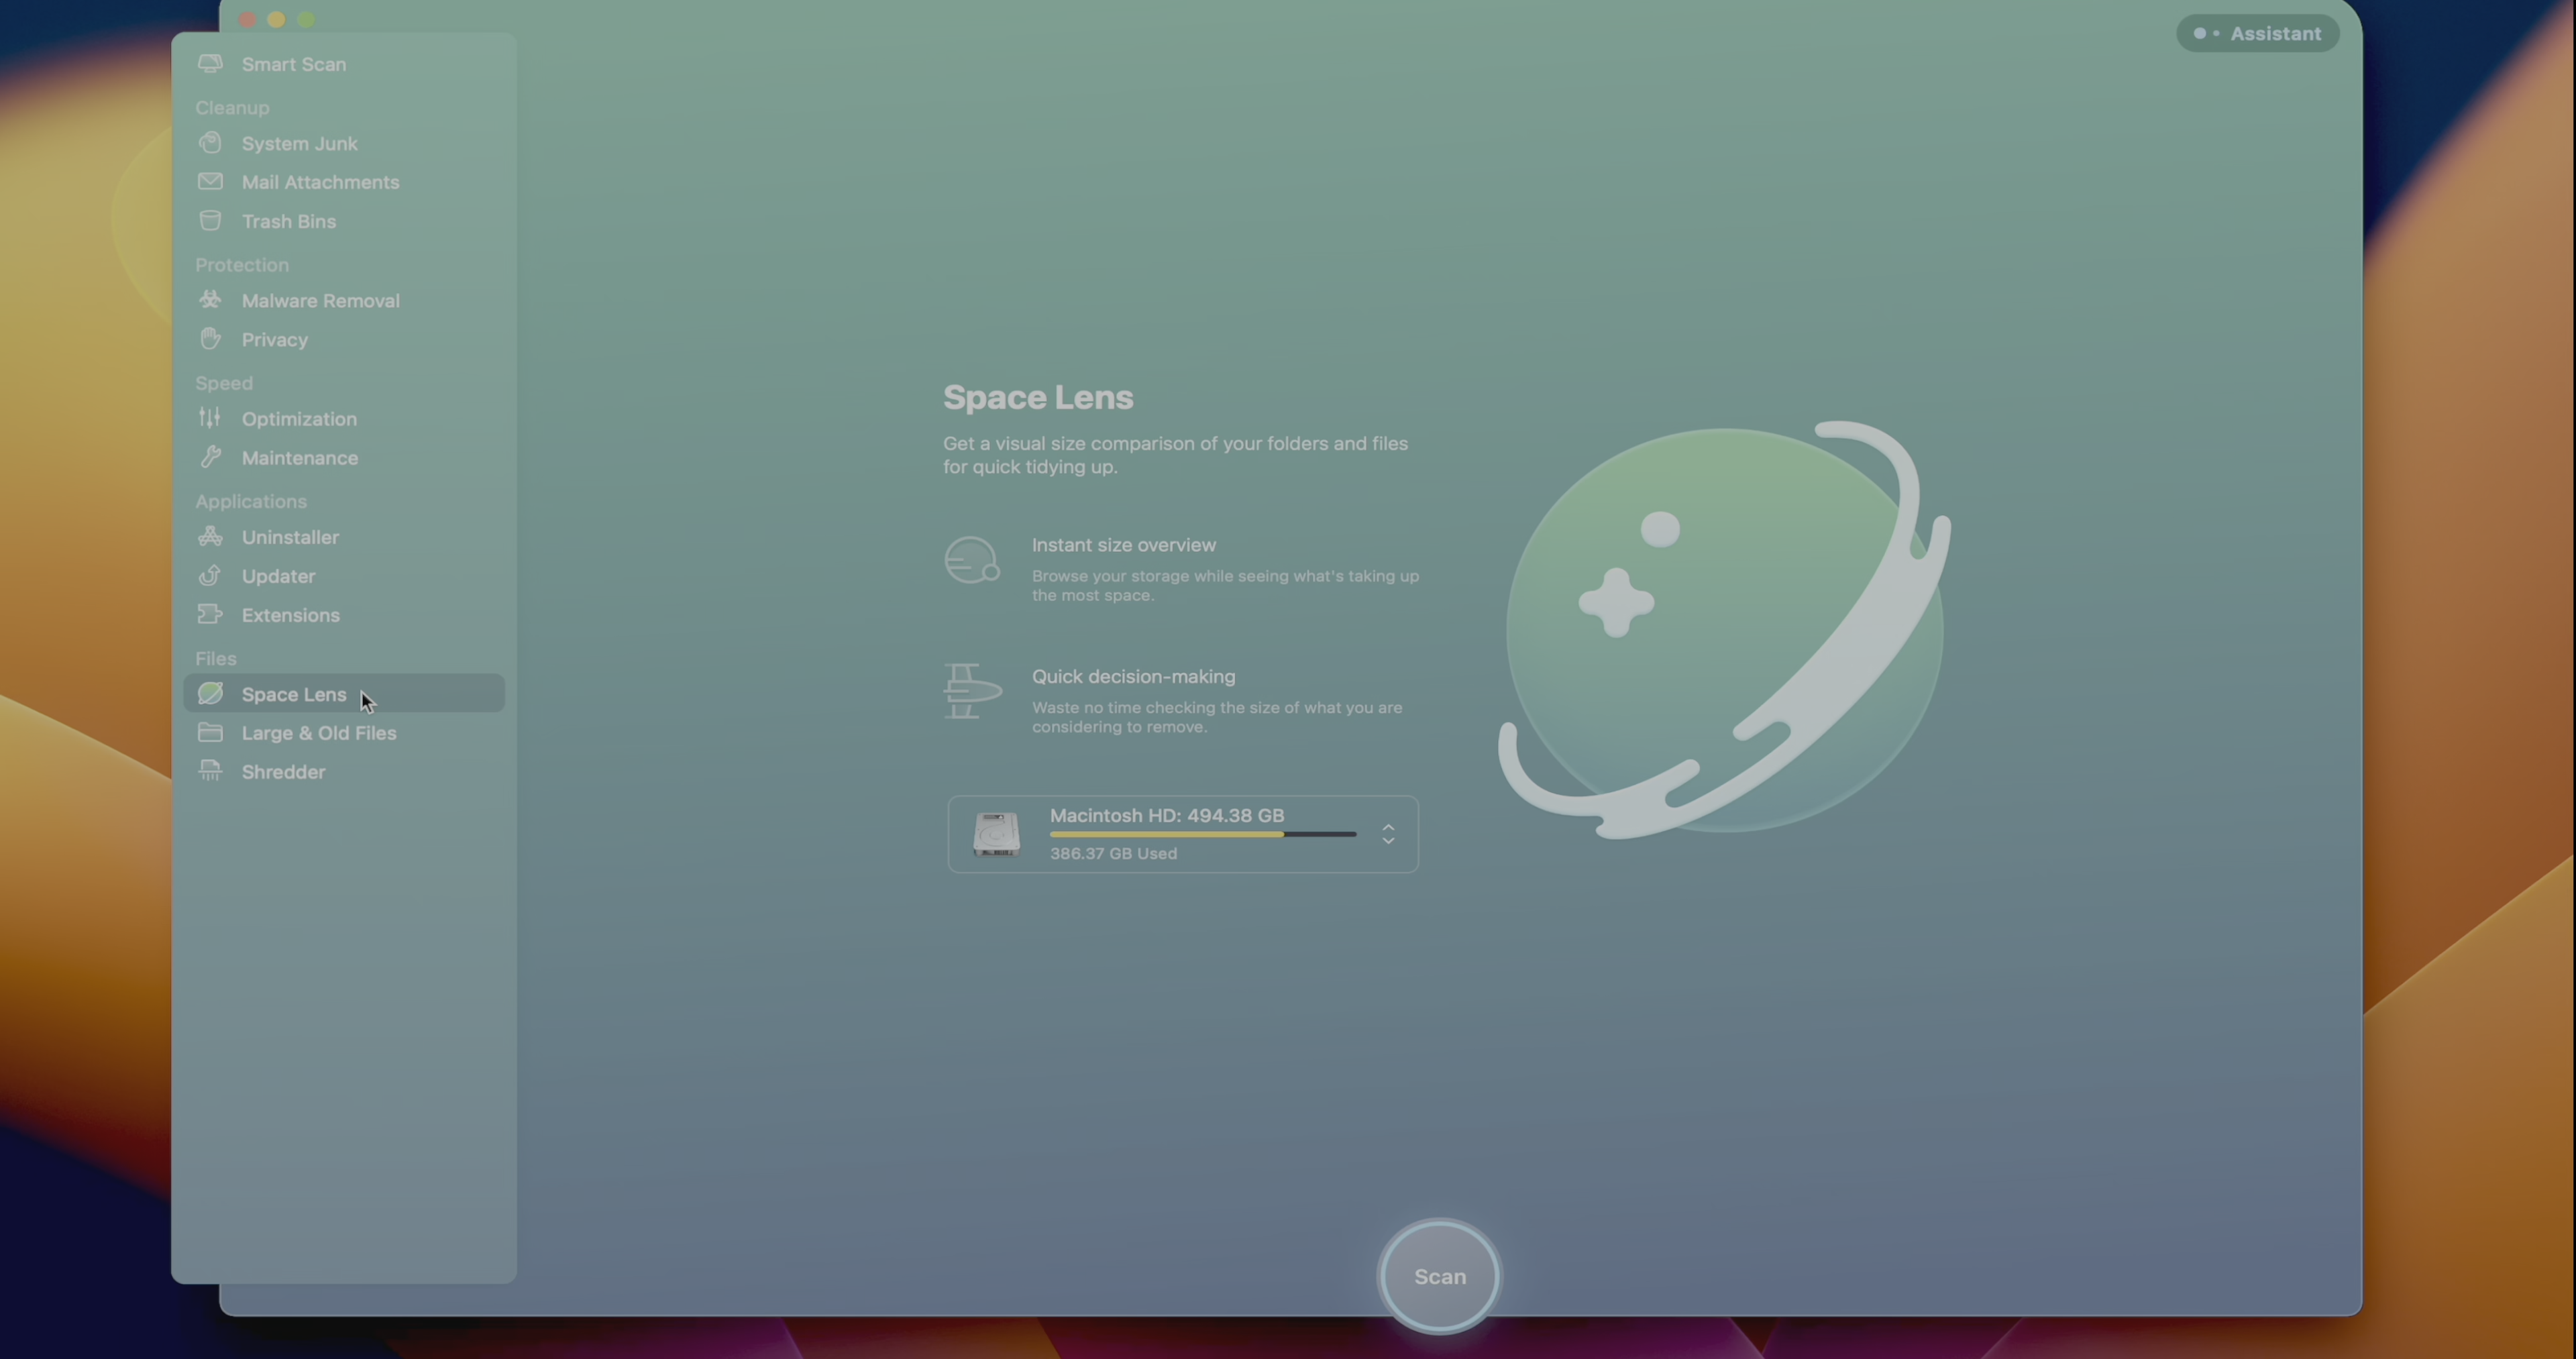 Assistant
Smart Scan
Cleanup
System Junk
Mail Attachments
Trash Bins
Protection
Malware Removal
Privacy
Speed
Optimization
Maintenance
Applications
Uninstaller
Updater
Extensions
Files
Space Lens
Large & Old Files
Shredder
Space Lens
Get a visual size comparison of your folders and files
for quick tidying up.
Instant size overview
Browse your storage while seeing what's taking up
the most space.
Quick decision-making
Waste no time checking the size of what you are
considering to remove.
Macintosh HD: 494.38 GB
386.37 GB Used
Scan